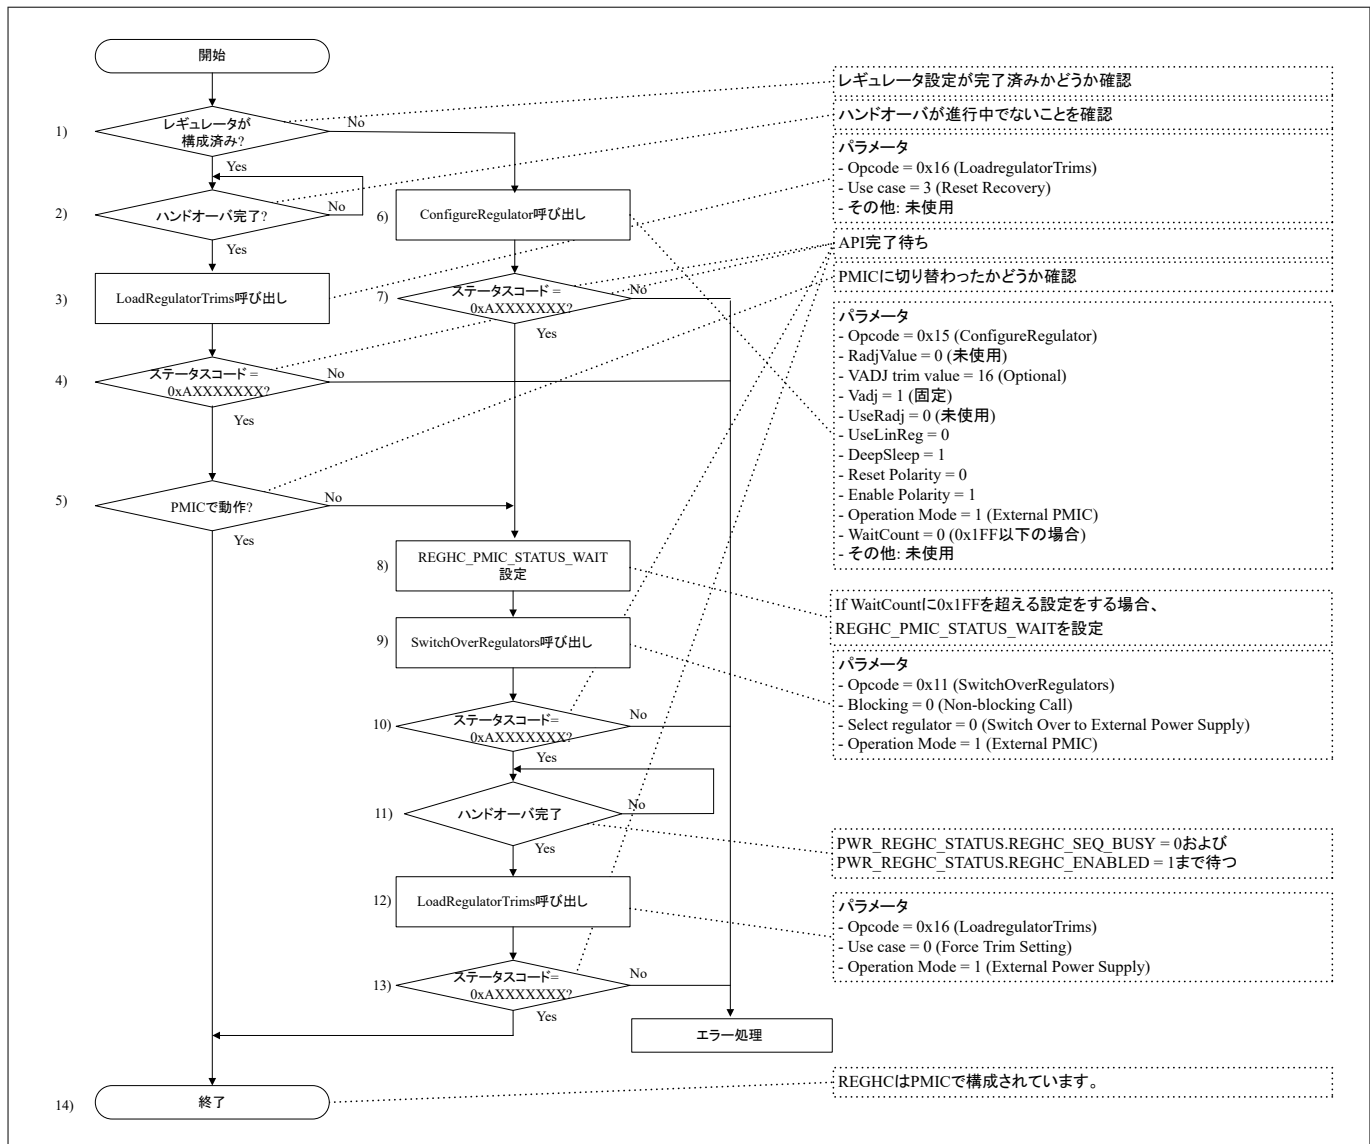 開始
1)
レギュレータが
構成済み?
No
Yes
2)
ハンドオーバ完了?
No
Yes
3)
LoadRegulatorTrims呼び出し
4)
ステータスコード =
0xAXXXXXXX?
No
Yes
5)
PMICで動作?
No
Yes
6)
ConfigureRegulator呼び出し
7)
ステータスコード =
0xAXXXXXXX?
No
Yes
8)
REGHC_PMIC_STATUS_WAIT
設定
9)
SwitchOverRegulators呼び出し
10)
ステータスコード=
0xAXXXXXXX?
No
Yes
11)
ハンドオーバ完了
No
Yes
12)
LoadRegulatorTrims呼び出し
13)
ステータスコード=
0xAXXXXXXX?
No
Yes
エラー処理
14)
終了
レギュレータ設定が完了済みかどうか確認
ハンドオーバが進行中でないことを確認
パラメータ
- Opcode = 0x16 (LoadregulatorTrims)
- Use case = 3 (Reset Recovery)
- その他: 未使用
API完了待ち
PMICに切り替わったかどうか確認
パラメータ
- Opcode = 0x15 (ConfigureRegulator)
- RadjValue = 0 (未使用)
- VADJ trim value = 16 (Optional)
- Vadj = 1 (固定)
- UseRadj = 0 (未使用)
- UseLinReg = 0
- DeepSleep = 1
- Reset Polarity = 0
- Enable Polarity = 1
- Operation Mode = 1 (External PMIC)
- WaitCount = 0 (0x1FF以下の場合)
- その他: 未使用
If WaitCountに0x1FFを超える設定をする場合、
REGHC_PMIC_STATUS_WAITを設定
パラメータ
- Opcode = 0x11 (SwitchOverRegulators)
- Blocking = 0 (Non-blocking Call)
- Select regulator = 0 (Switch Over to External Power Supply)
- Operation Mode = 1 (External PMIC)
PWR_REGHC_STATUS.REGHC_SEQ_BUSY = 0および
PWR_REGHC_STATUS.REGHC_ENABLED = 1まで待つ
パラメータ
- Opcode = 0x16 (LoadregulatorTrims)
- Use case = 0 (Force Trim Setting)
- Operation Mode = 1 (External Power Supply)
REGHCはPMICで構成されています。